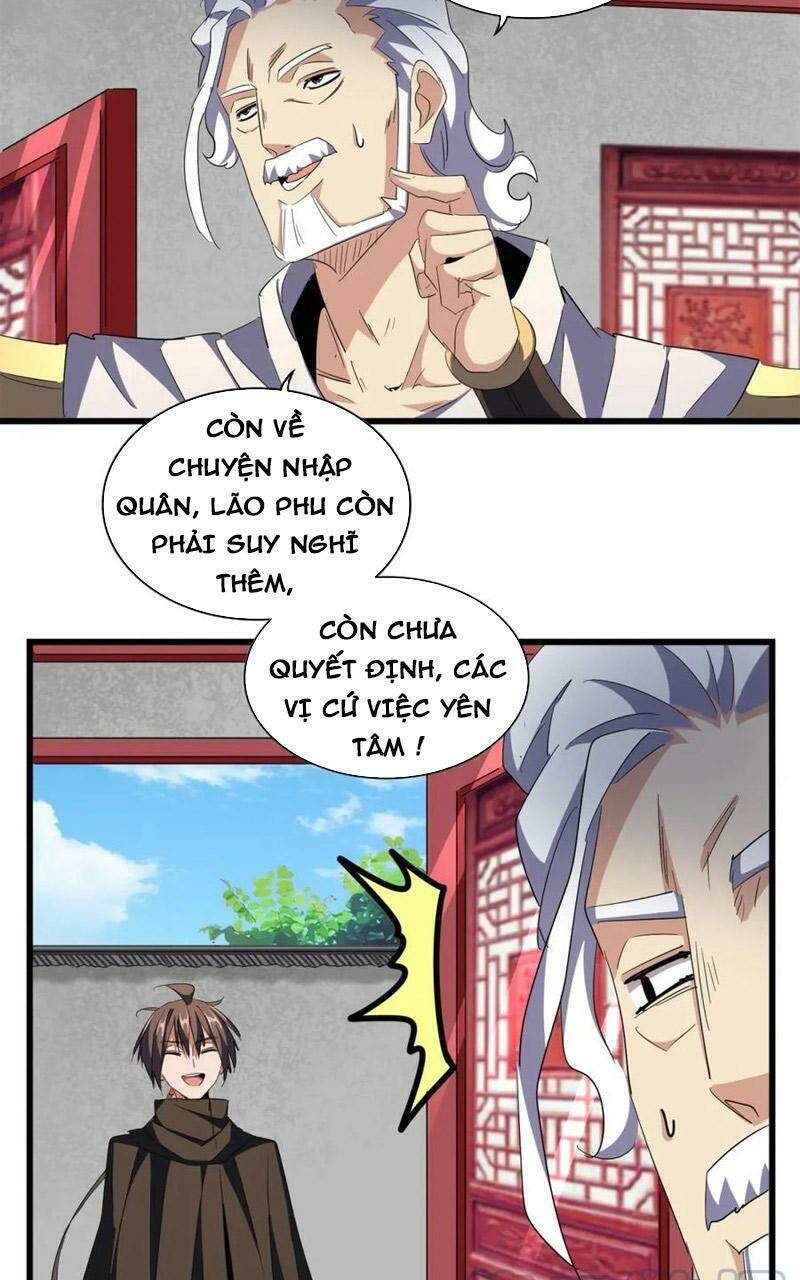 CÒN VỀ
CHUYỆN NHẬP
QUÂN, LÃO PHU CÒN
PHẢI SUY NGHĨ
THÊM,
CÒN CHƯA
QUYẾT ĐỊNH, CÁC
VỊ CỨ VIỆC YÊN
TÂM !